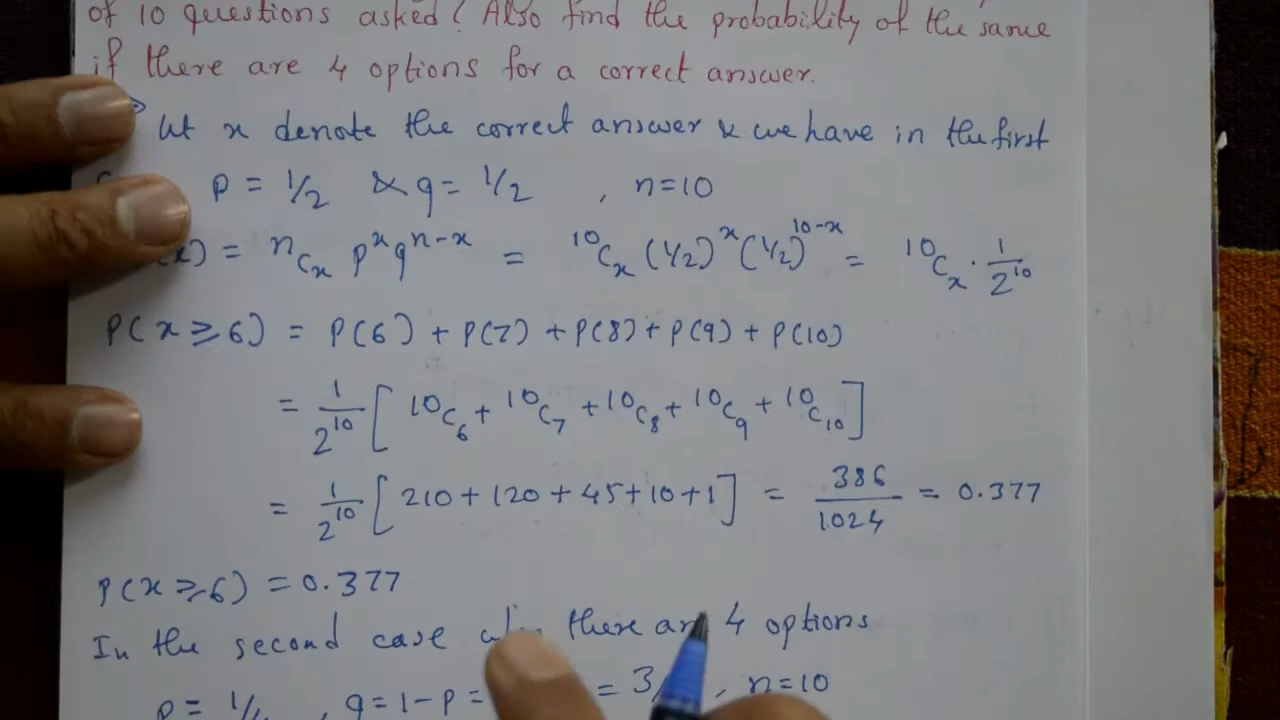 of 10 questions asked? Also find the probability of the same
if there are 4 options for a correct answer.
let x denote the correct answer & we have in the first
p = 1/2 & q = 1/2 , n=10
(x) = nCx p^x q^n-x = 10Cx (1/2)^x (1/2)^10-x = 10Cx . 1/2^10
P(x ≥ 6) = P(6) + P(7) + P(8) + P(9) + P(10)
= 1/2^10 [ 10C6 + 10C7 + 10C8 + 10C9 + 10C10 ]
= 1/2^10 [ 210 + 120 + 45 + 10 + 1 ] = 386/1024 = 0.377
P(x ≥ 6) = 0.377
In the second case there are 4 options
p = 1/ , q = 1 - p = = 3/ , n=10